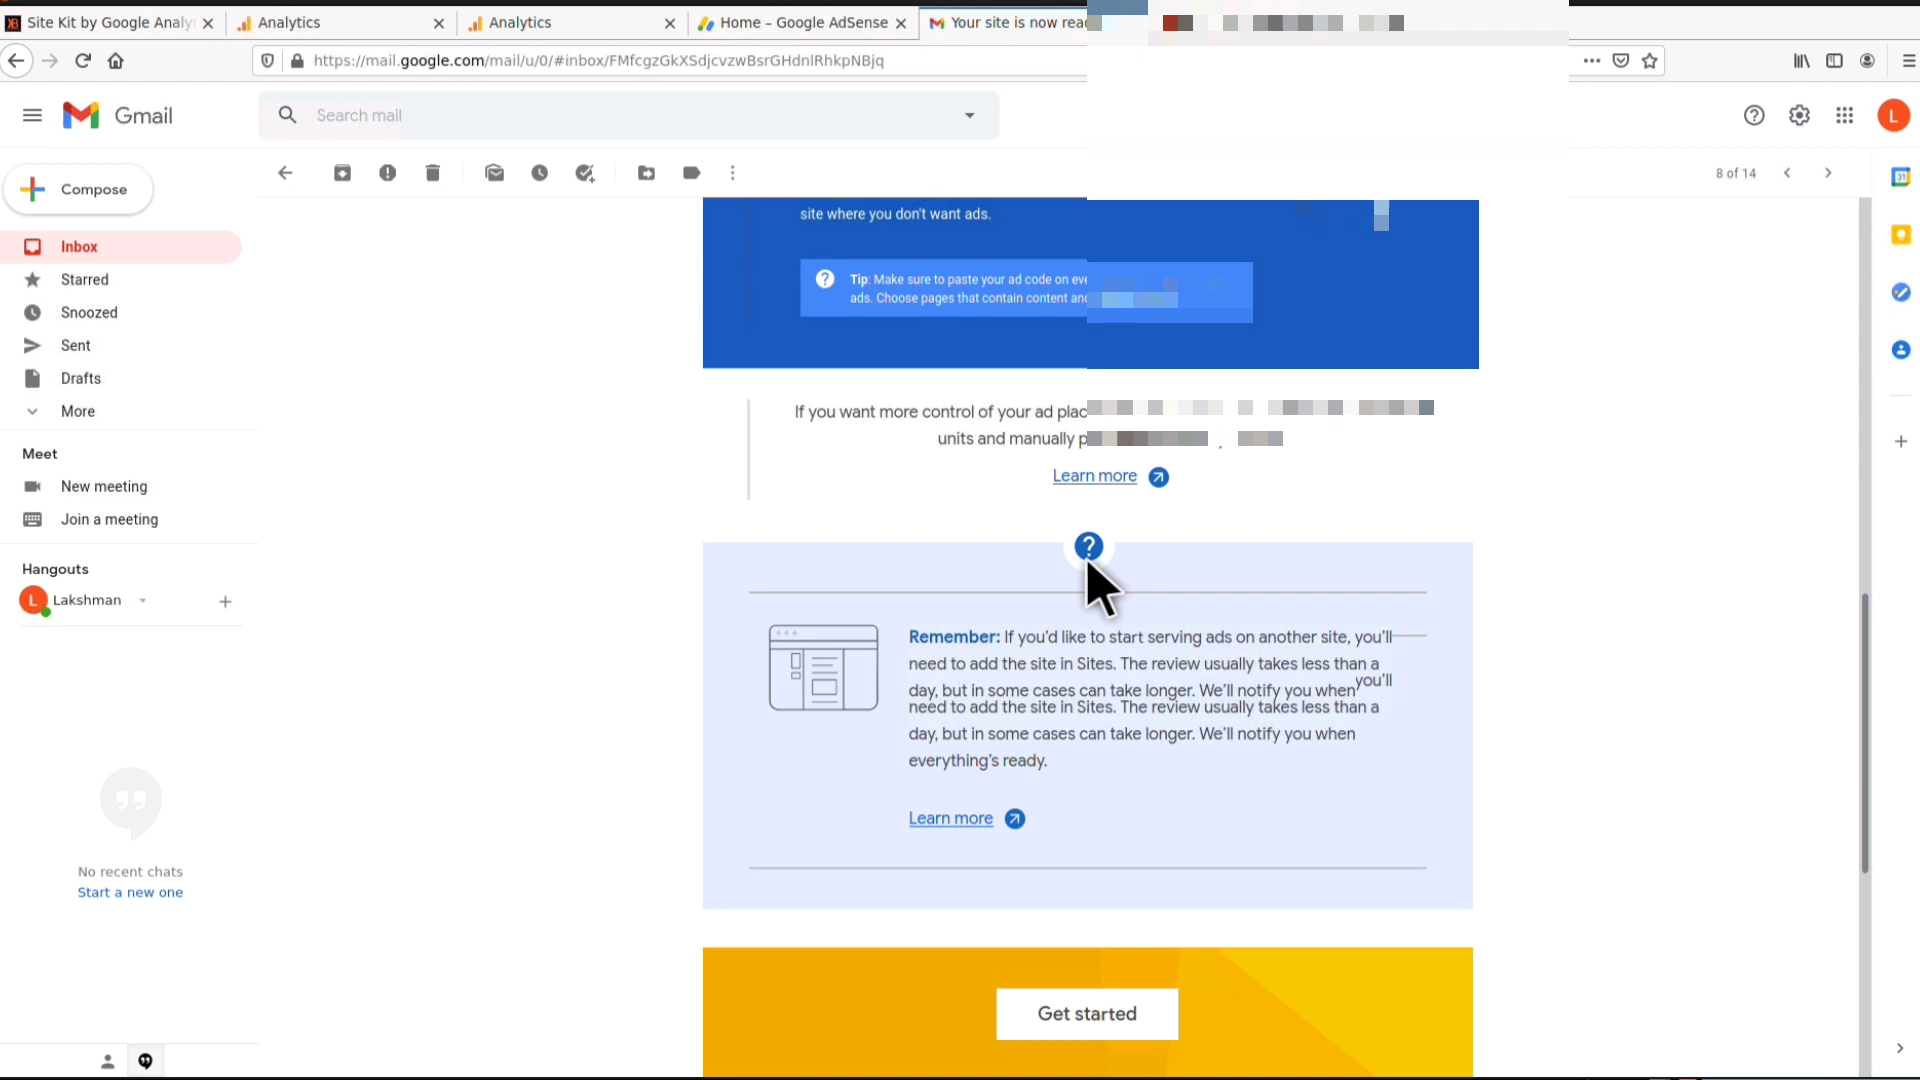 Site Kit by Google Analy
Analytics
Analytics
Home – Google AdSense
Your site is now rea
https://mail.google.com/mail/u/0/#inbox/FMfcgzGkXSdjcvzwBsrGHdnlRhkpNBjq
Gmail
Search mail
L
8 of 14
Compose
Inbox
Starred
Snoozed
Sent
Drafts
More
Meet
New meeting
Join a meeting
Hangouts
L Lakshman
No recent chats
Start a new one
31
site where you don't want ads.
Tip: Make sure to paste your ad code on eve
ads. Choose pages that contain content and
If you want more control of your ad plac
units and manually p
Learn more
Remember: If you’d like to start serving ads on another site, you’ll
need to add the site in Sites. The review usually takes less than a
you’ll
day, but in some cases can take longer. We’ll notify you when
need to add the site in Sites. The review usually takes less than a
day, but in some cases can take longer. We’ll notify you when
everything’s ready.
Learn more
Get started